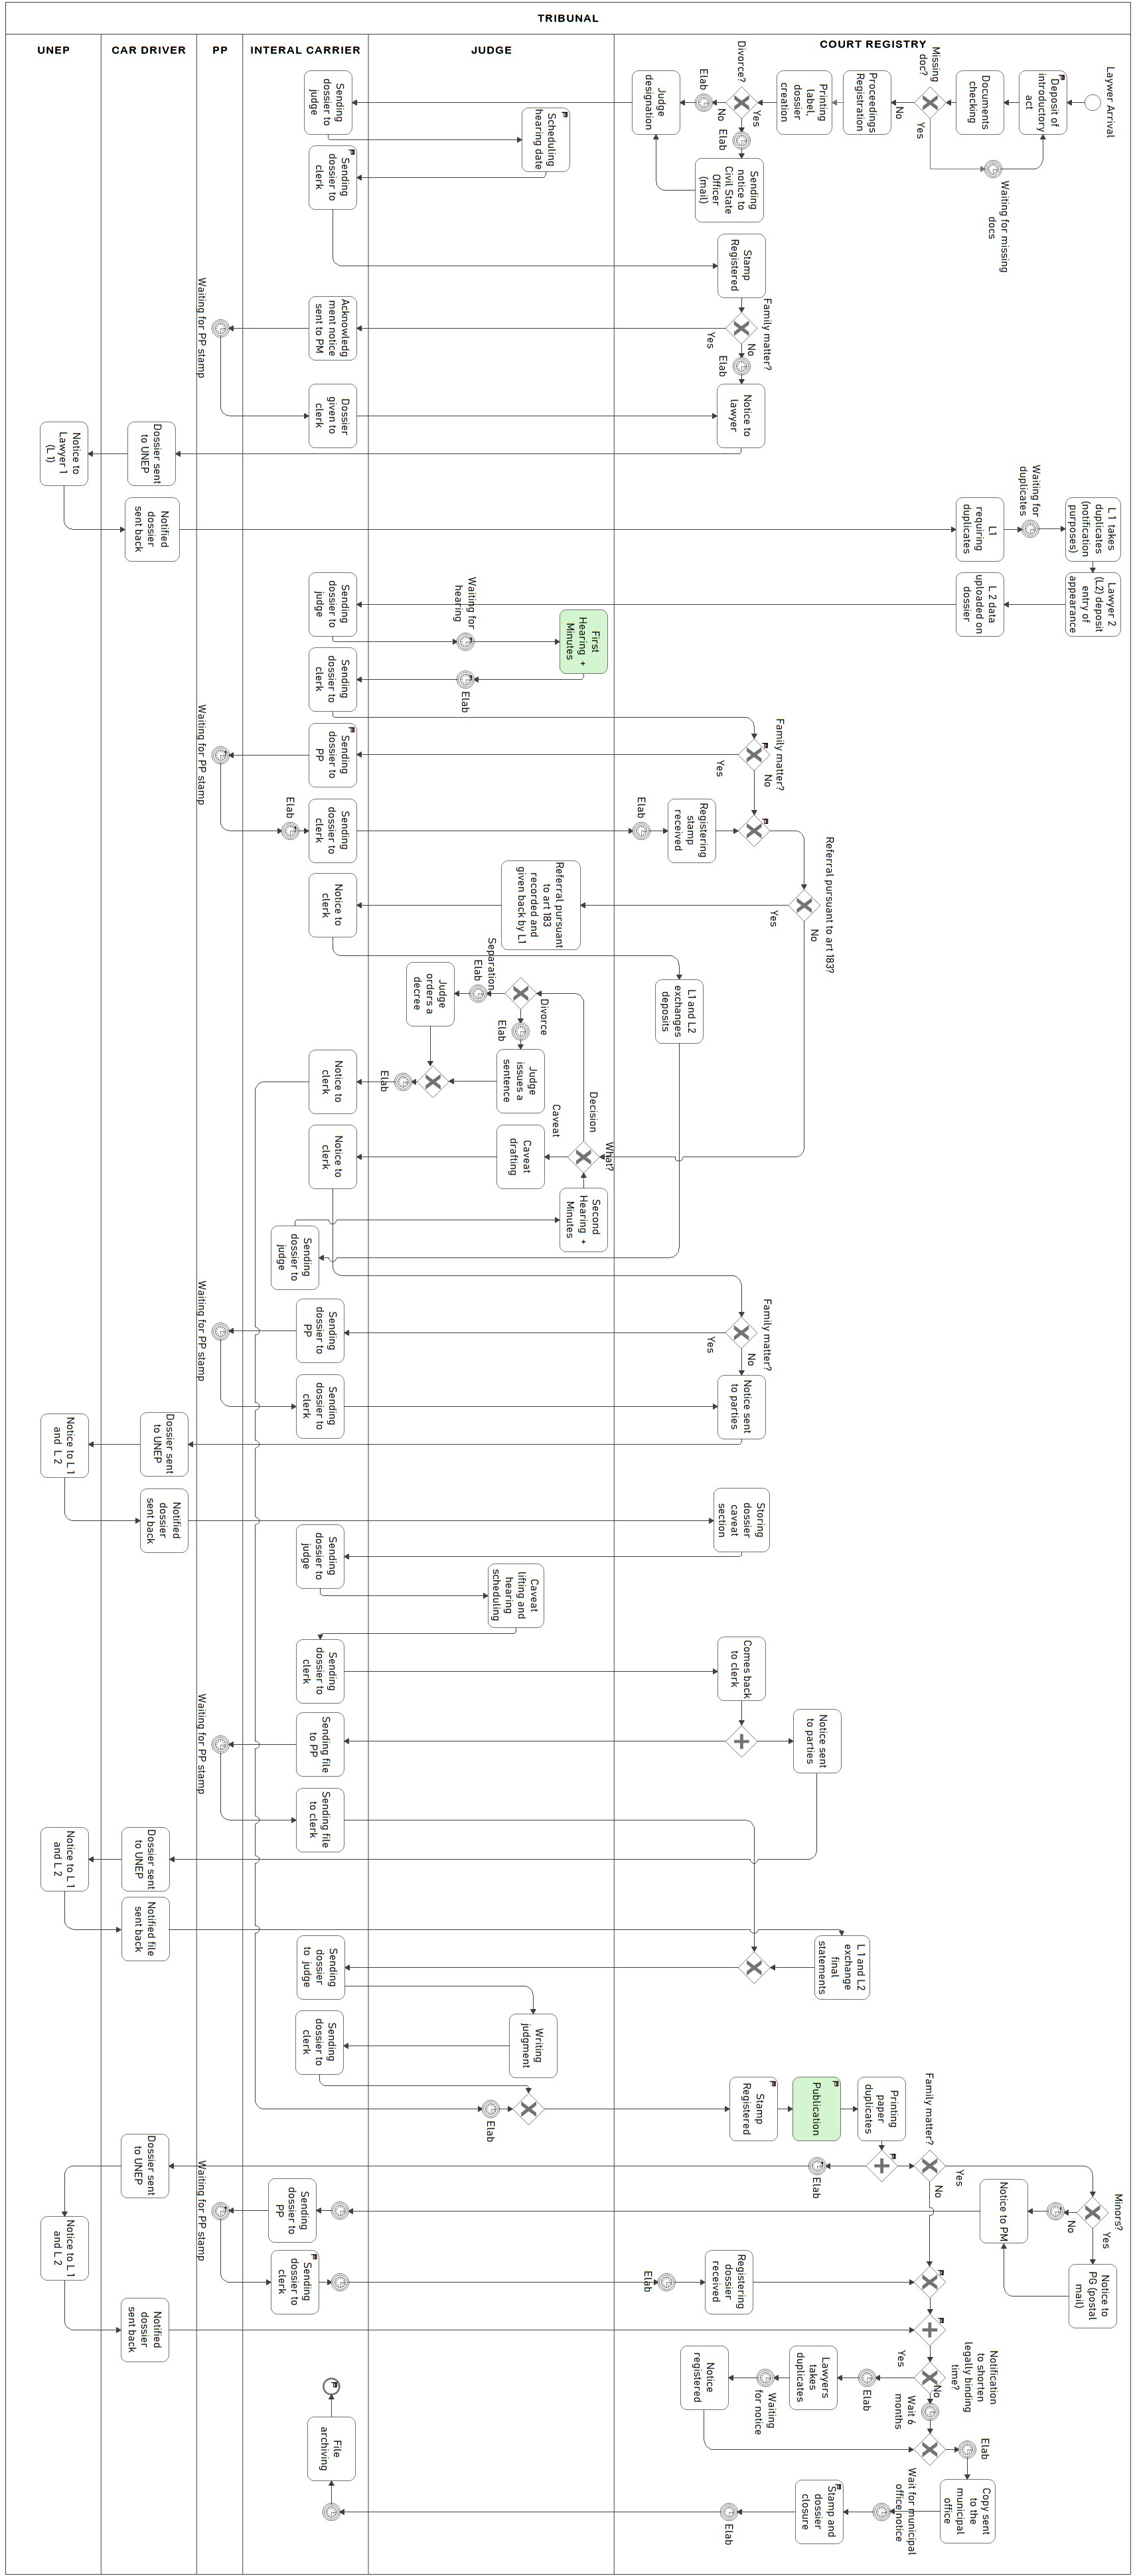 TRIBUNAL
UNEP
CAR DRIVER
PP
INTERAL CARRIER
JUDGE
COURT REGISTRY
Laywer Arrival
Deposit of
introductory
act
Documents
checking
Missing
doc?
No
Yes
Waiting for missing
docs
Proceedings
Registration
Printing
label,
dossier
creation
Divorce?
Yes
No
Elab
Elab
Sending
notice to
Civil State
Officer
(mail)
Judge
designation
Sending
dossier to
judge
Scheduling
hearing date
Sending
dossier to
clerk
Stamp
Registered
Family matter?
No
Yes
Elab
Acknowledg
ment notice
sent to PM
Waiting for PP stamp
Dossier
given to
clerk
Notice to
lawyer
Dossier sent
to UNEP
Notice to
Lawyer 1
(L 1)
Notified
dossier
sent back
L1
requiring
duplicates
Waiting for
duplicates
L 1 takes
duplicates
(notification
purposes)
Lawyer 2
(L2) deposit
entry of
appearance
L 2 data
uploaded on
dossier
Sending
dossier to
judge
Waiting for
hearing
First
Hearing +
Minutes
Elab
Sending
dossier to
clerk
Family matter?
No
Yes
Sending
dossier to
PP
Waiting for PP stamp
Elab
Sending
dossier to
clerk
Elab
Registering
stamp
received
Referral pursuant to art 183?
No
Yes
Referral pursuant
to art 183
recorded and
given back by L1
Notice to
clerk
L1 and L2
exchanges
deposits
Separation
Elab
Divorce
Elab
Judge
orders a
decree
Judge
issues a
sentence
Elab
Notice to
clerk
Decision
Caveat
What?
Caveat
drafting
Notice to
clerk
Second
Hearing +
Minutes
Sending
dossier to
judge
Family matter?
No
Yes
Sending
dossier to
PP
Waiting for PP stamp
Sending
dossier to
clerk
Notice sent
to parties
Dossier sent
to UNEP
Notice to L 1
and L 2
Notified
dossier
sent back
Storing
dossier
caveat
section
Sending
dossier to
judge
Caveat
lifting and
hearing
scheduling
Sending
dossier to
clerk
Comes back
to clerk
Notice sent
to parties
Sending file
to PP
Waiting for PP stamp
Sending file
to clerk
Dossier sent
to UNEP
Notice to L 1
and L 2
Notified file
sent back
L 1 and L2
exchange
final
statements
Sending
dossier
to judge
Writing
judgment
Sending
dossier to
clerk
Elab
Stamp
Registered
Publication
Printing
paper
duplicates
Family matter?
Yes
No
Elab
Dossier sent
to UNEP
Notice to L 1
and L 2
Notified
dossier
sent back
Minors?
Yes
No
Notice to
PG (postal
mail)
Notice to PM
Sending
dossier to
PP
Waiting for PP stamp
Sending
dossier to
clerk
Elab
Registering
dossier
received
Notification
to shorten
legally binding
time?
Yes
No
Elab
Lawyers
takes
duplicates
Waiting
for notice
Notice
registered
Wait 6
months
Elab
Copy sent
to the
municipal
office
Wait for municipal
office notice
Stamp and
dossier
closure
Elab
File
archiving